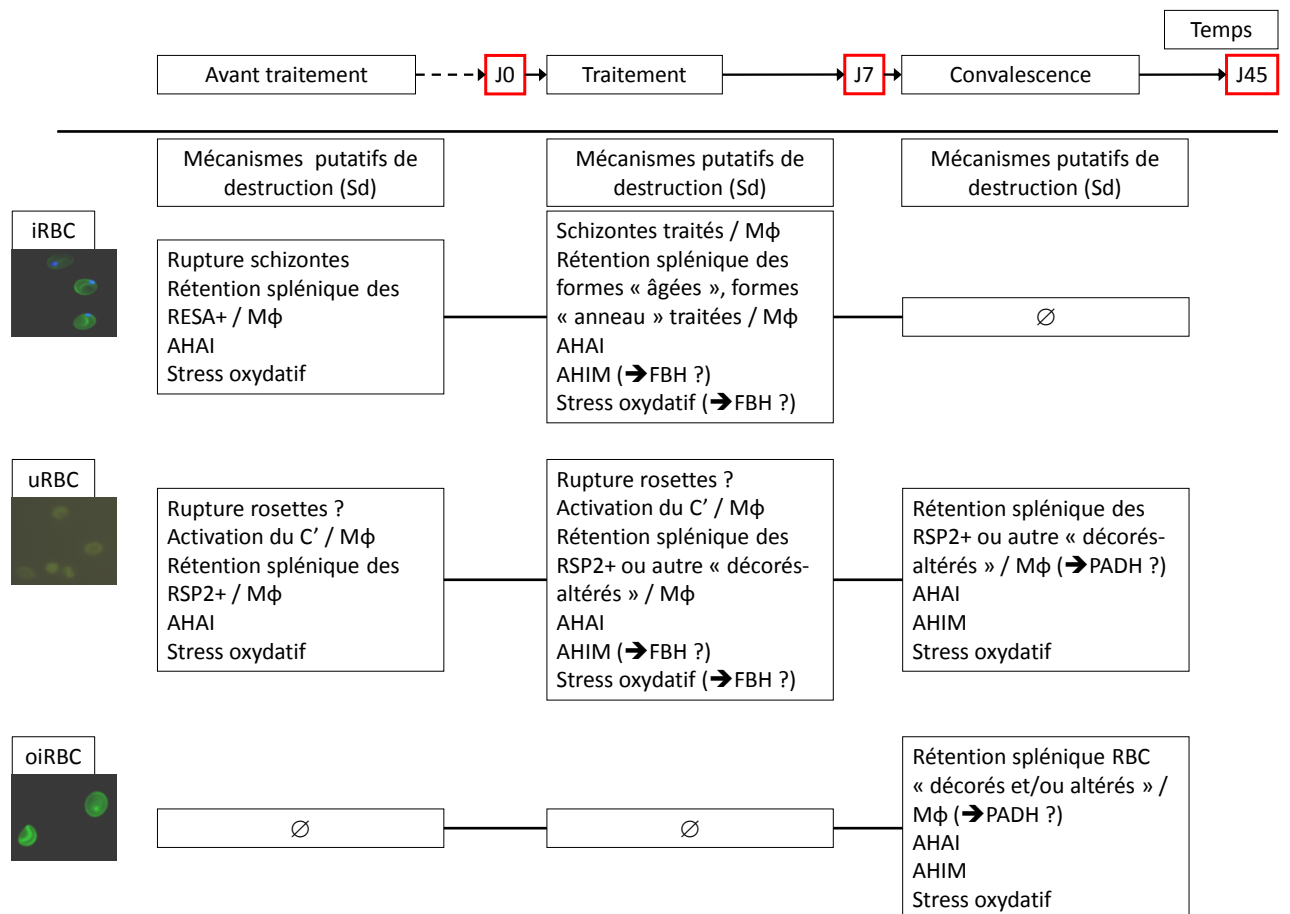 Temps
Avant traitement
J0
Traitement
J7
Convalescence
J45
Mécanismes putatifs de
destruction (Sd)
Mécanismes putatifs de
destruction (Sd)
Mécanismes putatifs de
destruction (Sd)
iRBC
Rupture schizontes
Rétention splénique des
RESA+ / Mϕ
AHAI
Stress oxydatif
Schizontes traités / Mϕ
Rétention splénique des
formes « âgées », formes
« anneau » traitées / Mϕ
AHAI
AHIM (➔FBH ?)
Stress oxydatif (➔FBH ?)
∅
uRBC
Rupture rosettes ?
Activation du C’ / Mϕ
Rétention splénique des
RSP2+ / Mϕ
AHAI
Stress oxydatif
Rupture rosettes ?
Activation du C’ / Mϕ
Rétention splénique des
RSP2+ ou autre « décorés-
altérés » / Mϕ
AHAI
AHIM (➔FBH ?)
Stress oxydatif (➔FBH ?)
Rétention splénique des
RSP2+ ou autre « décorés-
altérés » / Mϕ (➔PADH ?)
AHAI
AHIM
Stress oxydatif
oiRBC
∅
∅
Rétention splénique RBC
« décorés et/ou altérés » /
Mϕ (➔PADH ?)
AHAI
AHIM
Stress oxydatif